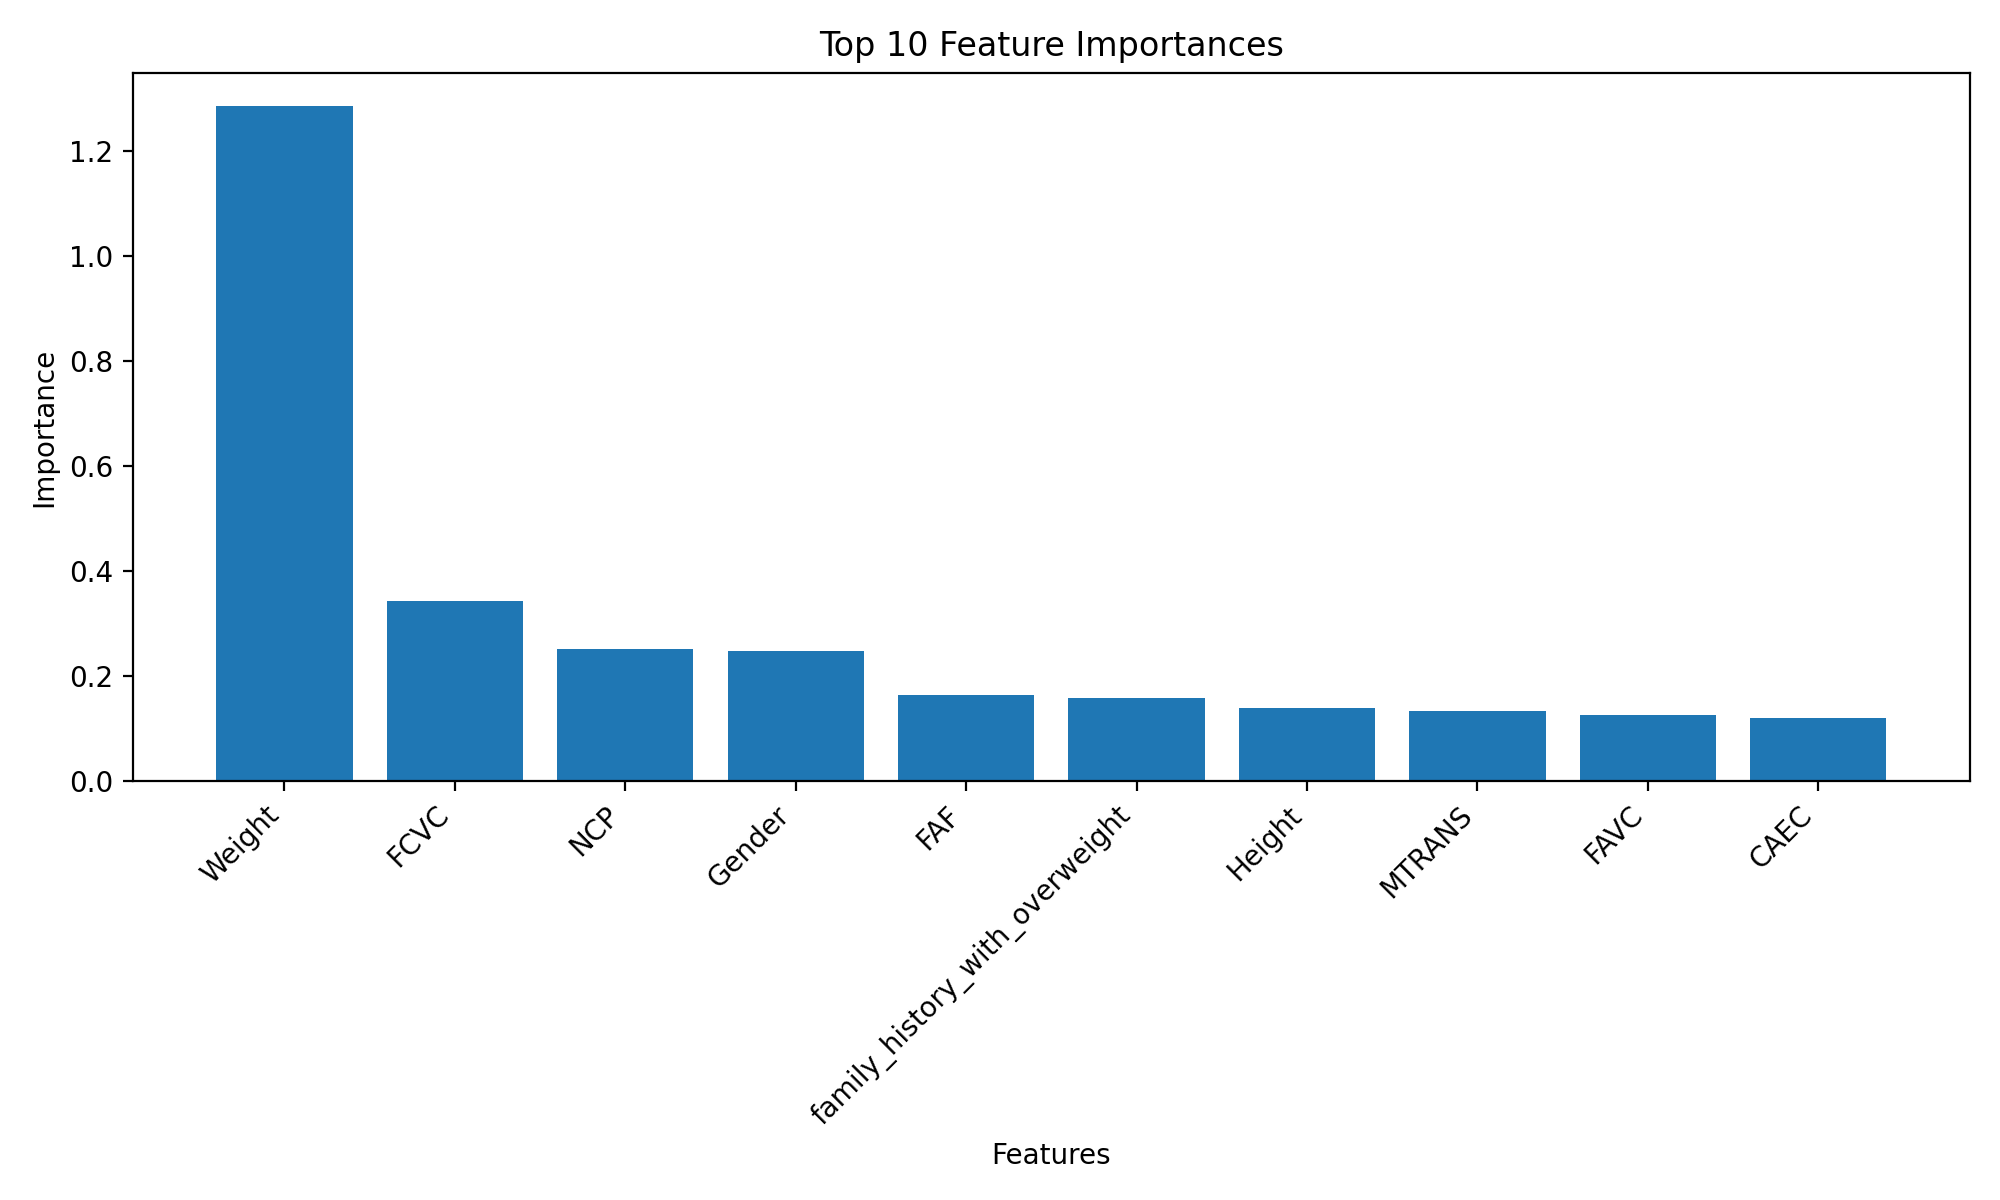 Top 10 Feature Importances
Importance
1.2
1.0
0.8
0.6
0.4
0.2
0.0
Weight
FCVC
NCP
Gender
FAF
family_history_with_overweight
Height
MTRANS
FAVC
CAEC
Features